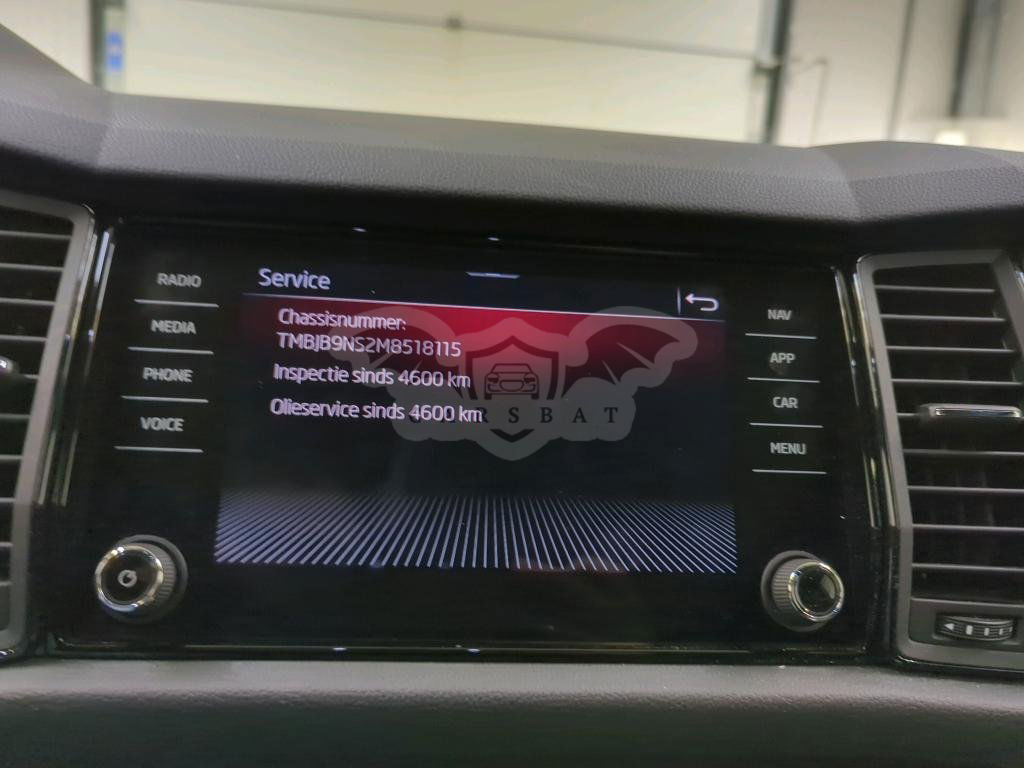 RADIO
MEDIA
PHONE
VOICE
Service
Chassisnummer:
TMBJB9NS2M8518115
Inspectie sinds 4600 km
Olieservice sinds 4600 km
CARSBAT
NAV
APP
CAR
MENU